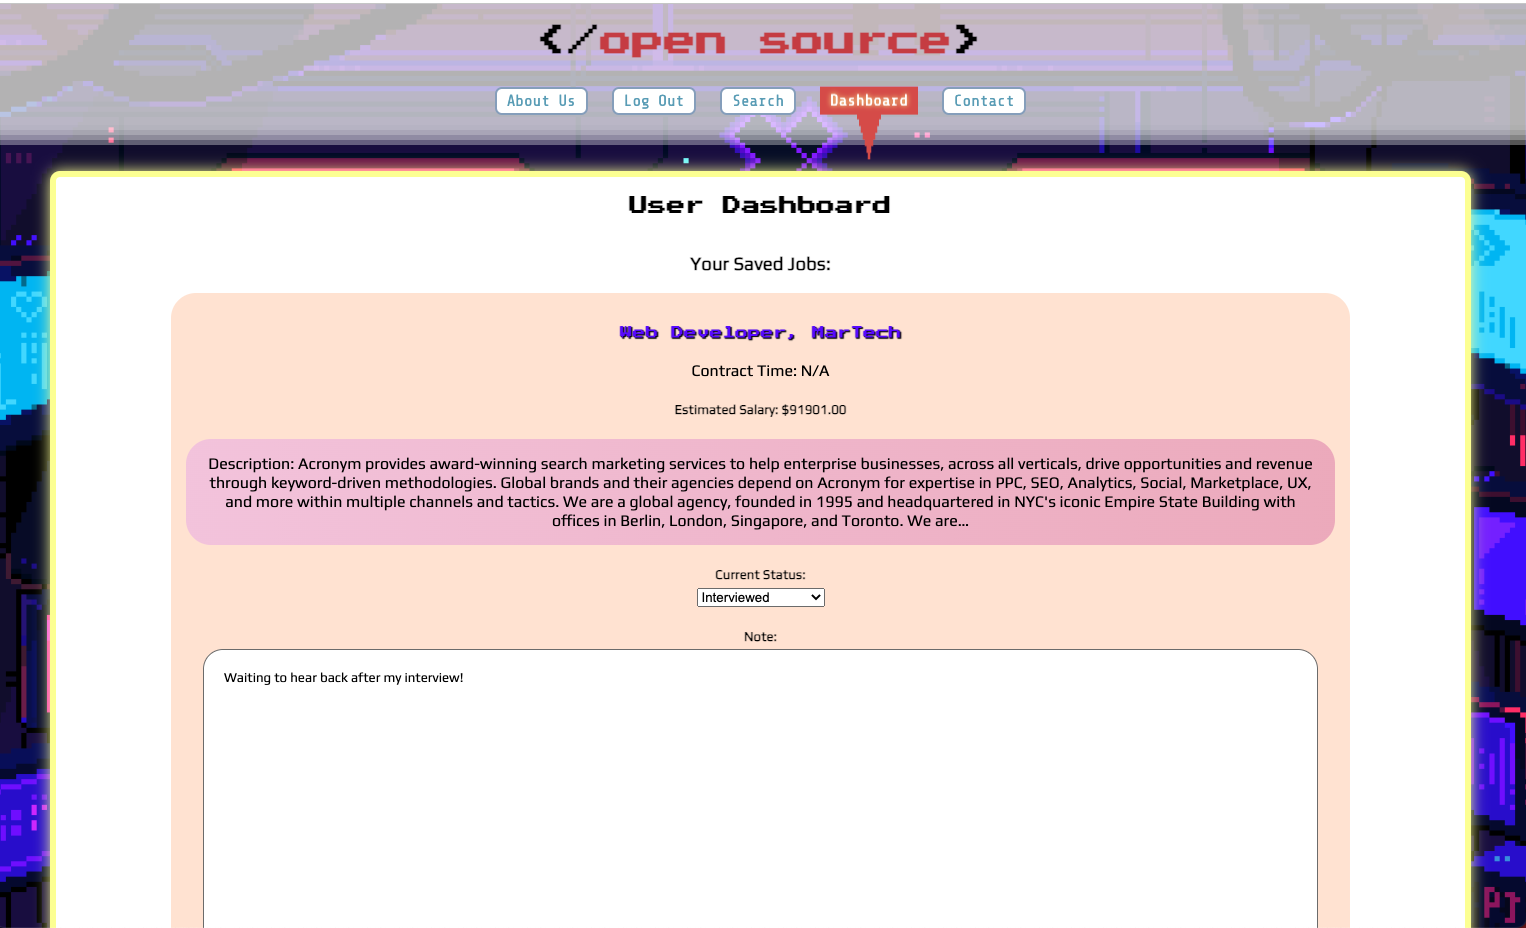 </open source>
About Us Log Out Search Dashboard Contact
User Dashboard
Your Saved Jobs:
Web Developer, MarTech
Contract Time: N/A
Estimated Salary: $91901.00
Description: Acronym provides award-winning search marketing services to help enterprise businesses, across all verticals, drive opportunities and revenue
through keyword-driven methodologies. Global brands and their agencies depend on Acronym for expertise in PPC, SEO, Analytics, Social, Marketplace, UX,
and more within multiple channels and tactics. We are a global agency, founded in 1995 and headquartered in NYC's iconic Empire State Building with
offices in Berlin, London, Singapore, and Toronto. We are…
Current Status:
Interviewed
Note:
Waiting to hear back after my interview!